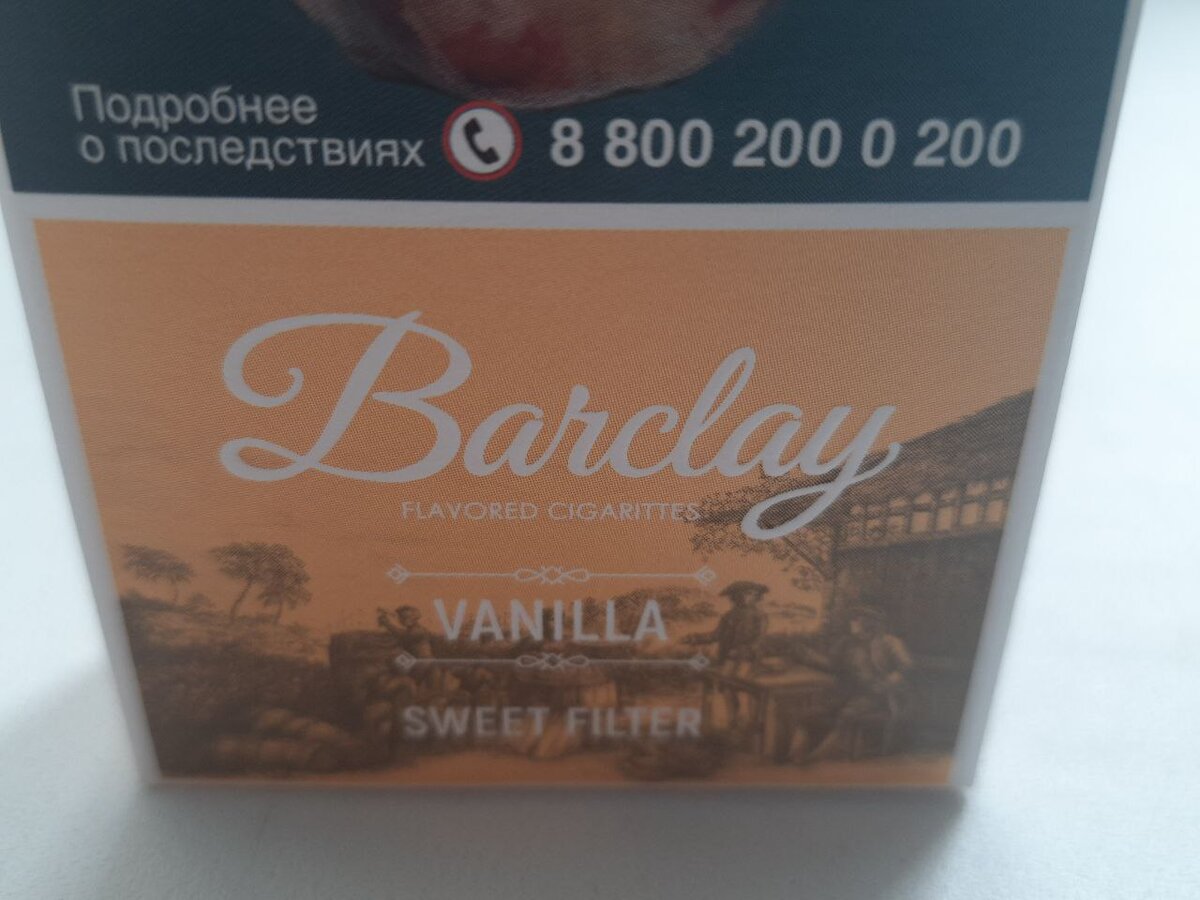 Подробнее
о последствиях 8 800 200 0 200
Barclay
FLAVORED CIGARITTES
VANILLA
SWEET FILTER